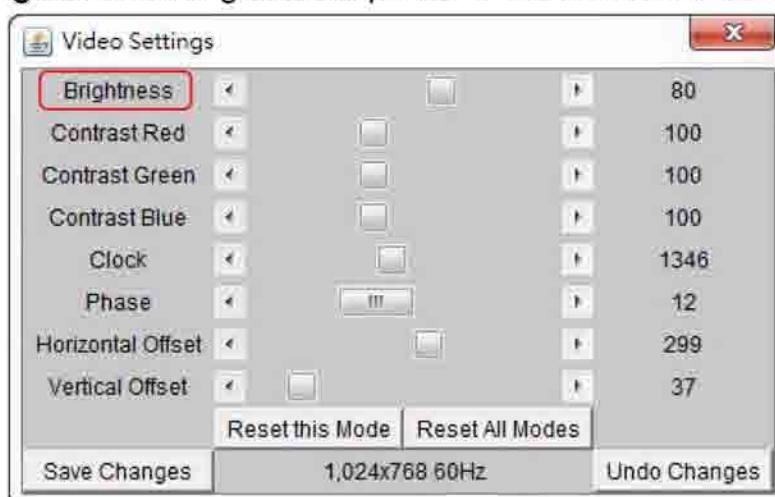 Video Settings
Brightness 80
Contrast Red 100
Contrast Green 100
Contrast Blue 100
Clock 1346
Phase 12
Horizontal Offset 299
Vertical Offset 37
Reset this Mode Reset All Modes
Save Changes 1,024x768 60Hz Undo Changes